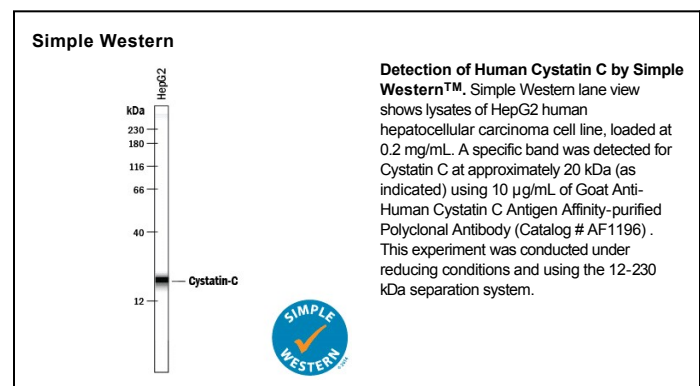 Simple Western
HepG2
kDa
230
180
116
66
40
Cystatin-C
12
SIMPLE
WESTERN
©2014
Detection of Human Cystatin C by Simple
Western™. Simple Western lane view
shows lysates of HepG2 human
hepatocellular carcinoma cell line, loaded at
0.2 mg/mL. A specific band was detected for
Cystatin C at approximately 20 kDa (as
indicated) using 10 µg/mL of Goat Anti-
Human Cystatin C Antigen Affinity-purified
Polyclonal Antibody (Catalog # AF1196) .
This experiment was conducted under
reducing conditions and using the 12-230
kDa separation system.